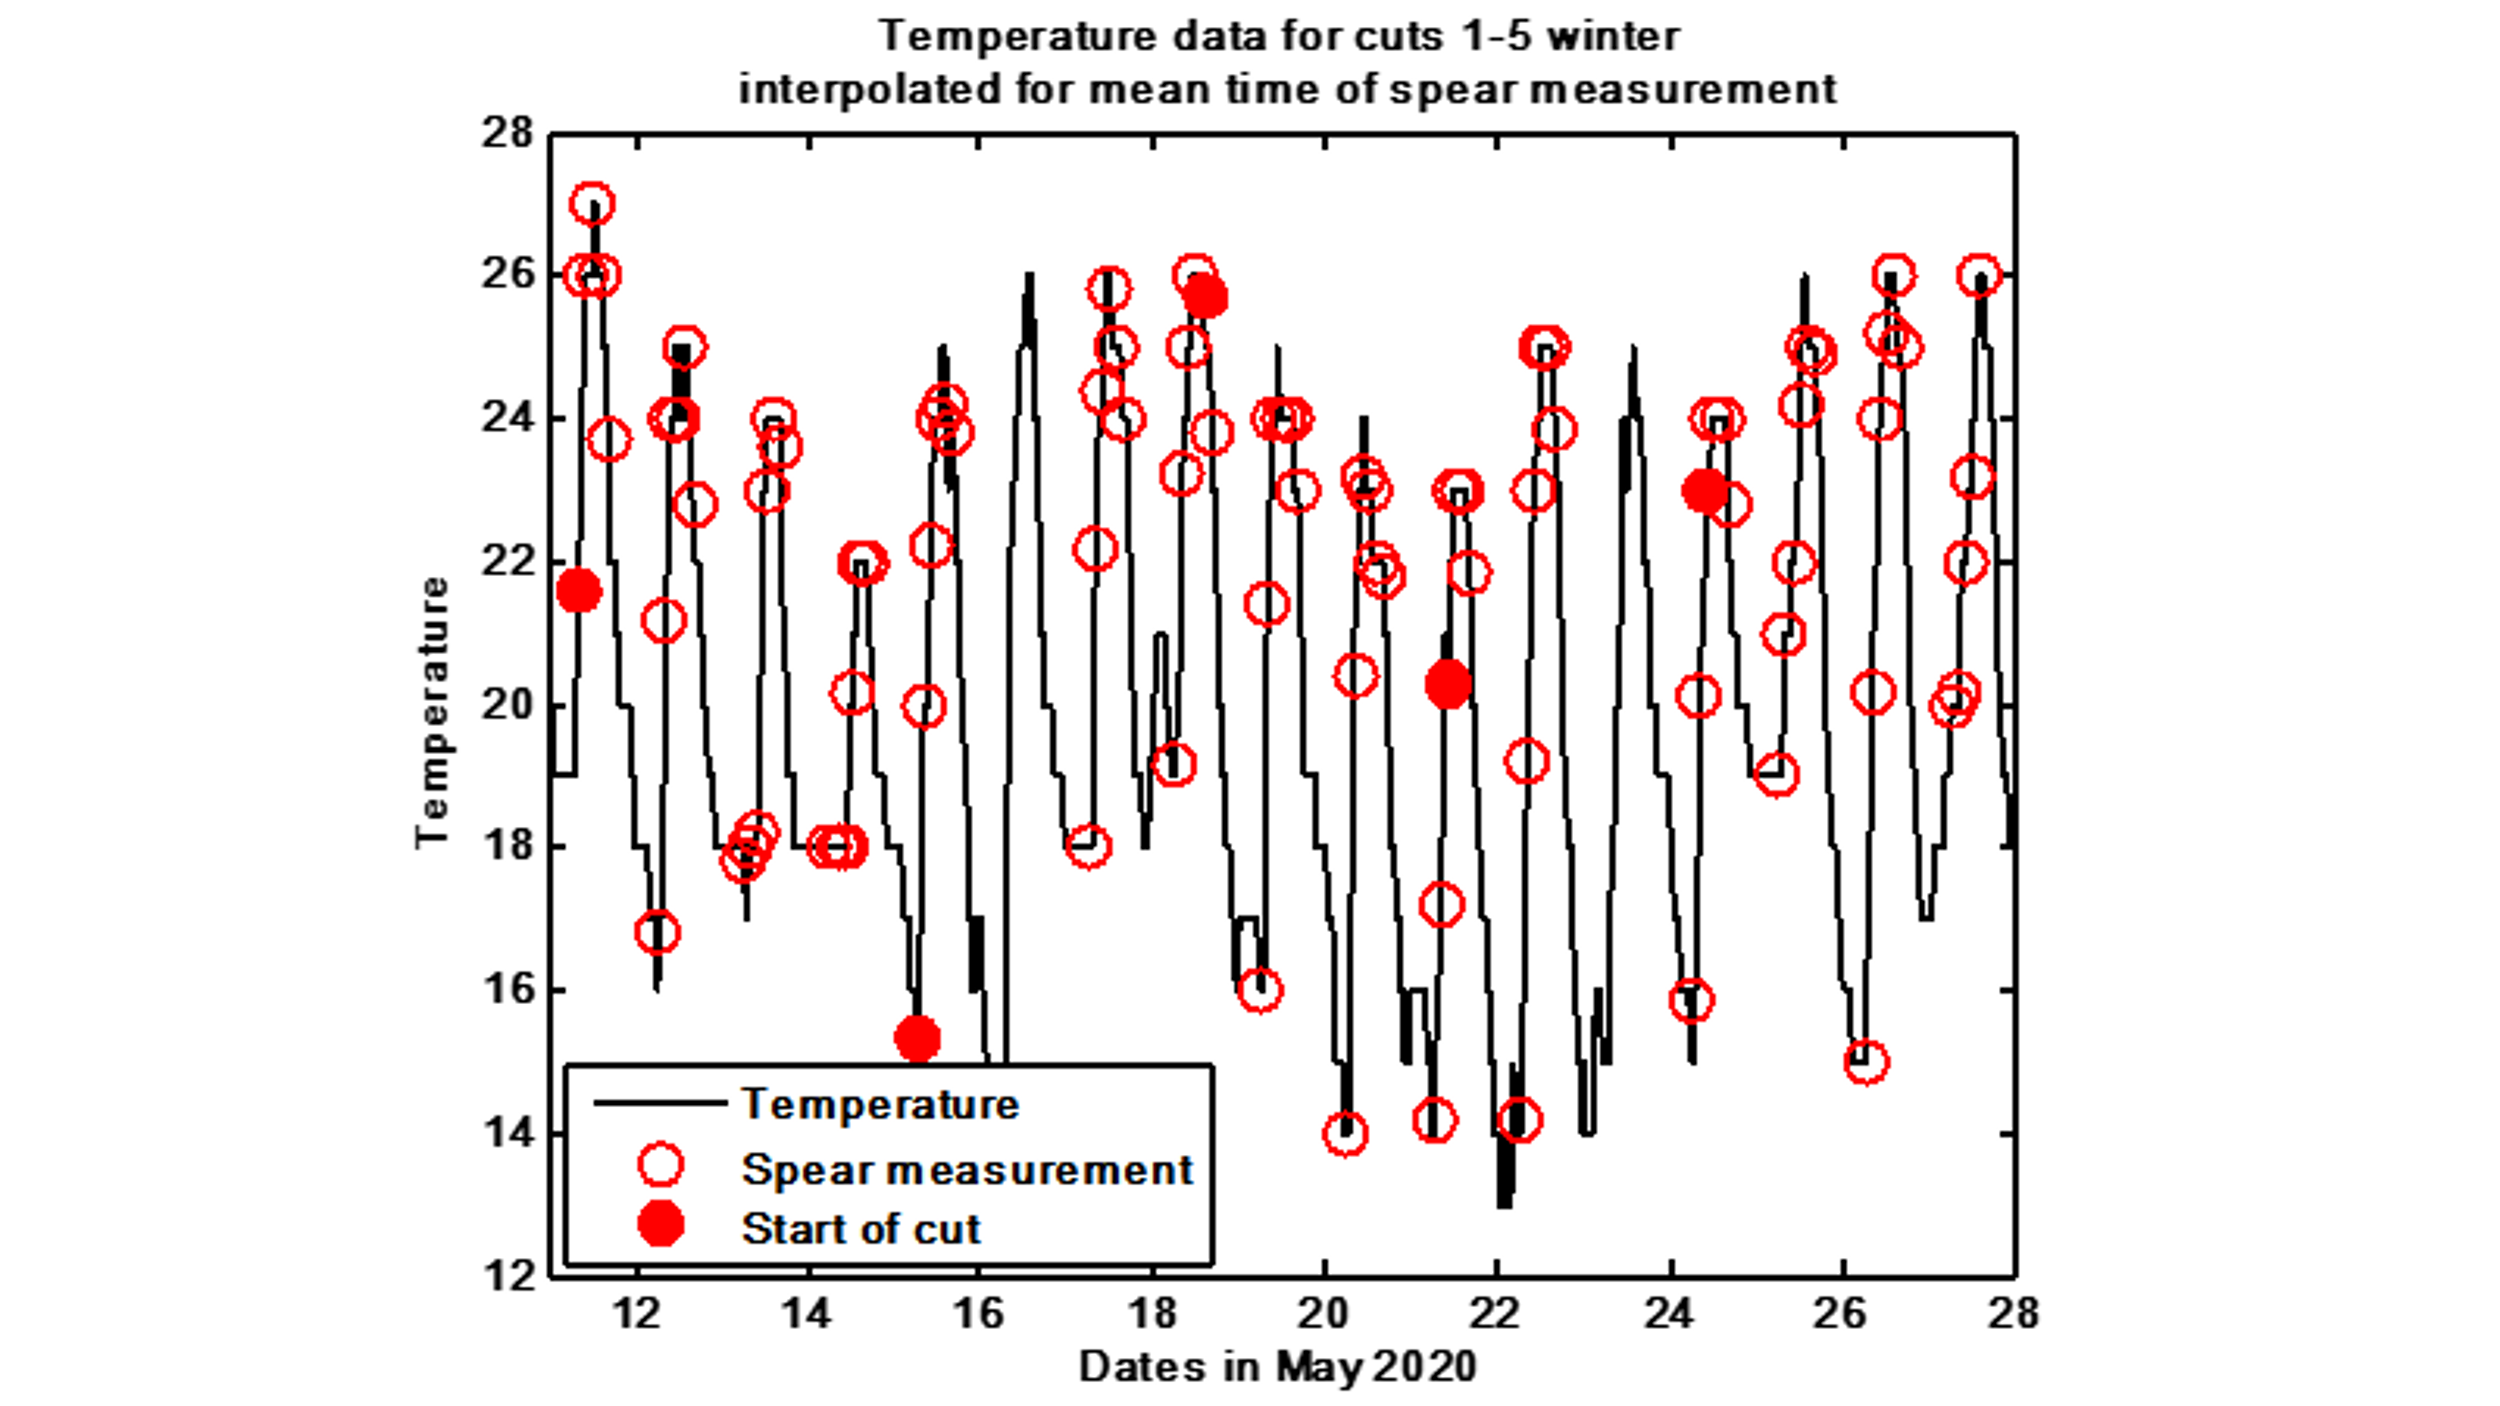 Temperature data for cuts 1-5 winter
interpolated for mean time of spear measurement
28
26
24
22
20
18
16
14
12
Temperature
Temperature
Spear measurement
Start of cut
12 14 16 18 20 22 24 26 28
Dates in May 2020